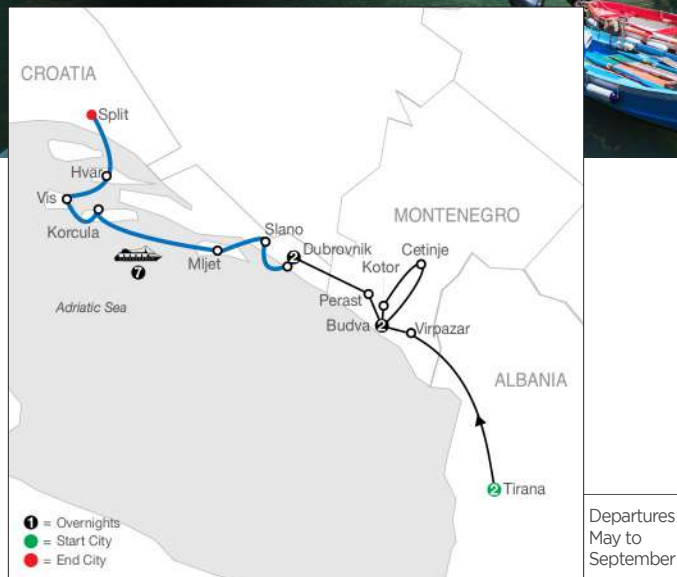 CROATIA
Split
Hvar
Vis
Korcula
Slano
Mljet
2 Dubrovnik
MONTENEGRO
Kotor
Cetinje
7
Adriatic Sea
Perast
Budva 2
Virpazar
ALBANIA
2 Tirana
1 = Overnights
= Start City
= End City
Departures
May to
September